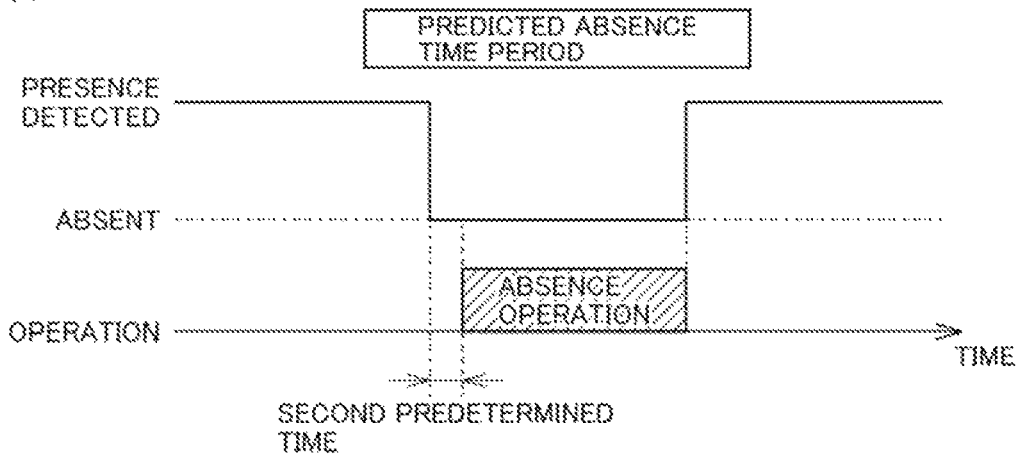 PREDICTED ABSENCE
TIME PERIOD
PRESENCE
DETECTED
ABSENT
ABSENCE
OPERATION
OPERATION
TIME
SECOND PREDETERMINED
TIME